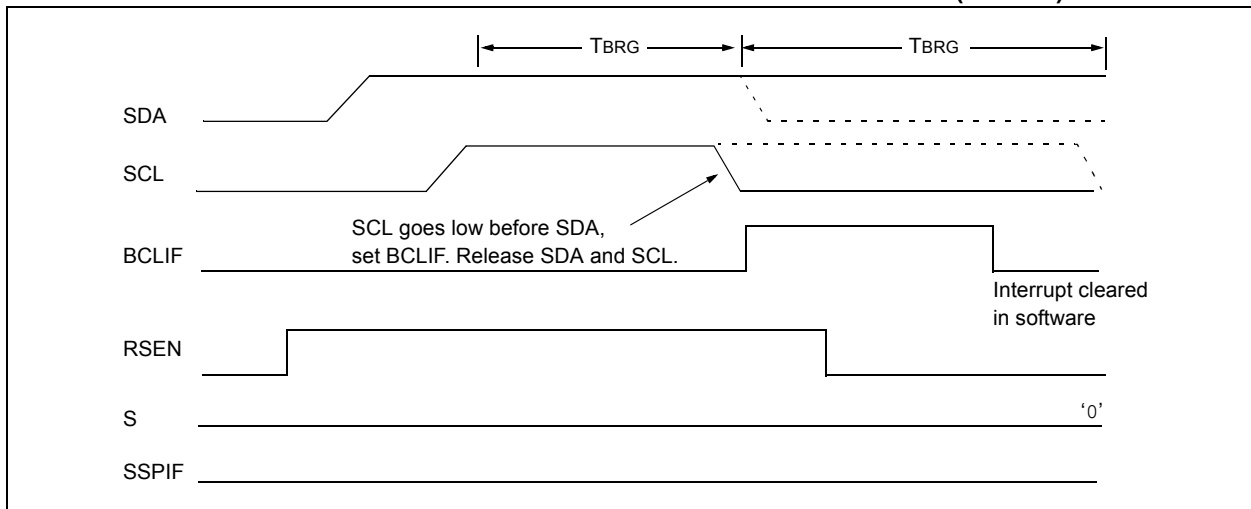 TBRG TBRG
SDA
SCL
SCL goes low before SDA,
set BCLIF. Release SDA and SCL.
BCLIF
Interrupt cleared
in software
RSEN
S ‘0’
SSPIF